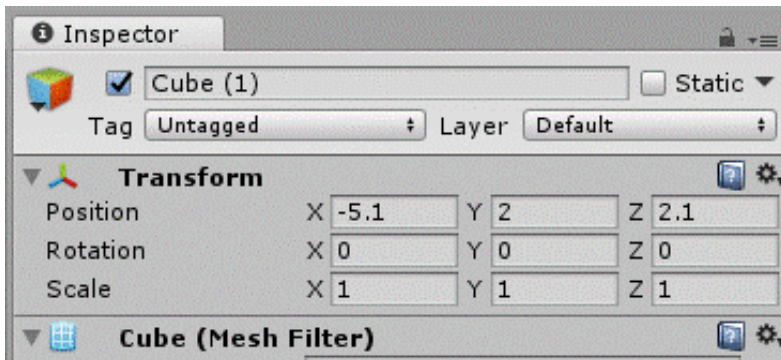 Inspector
Cube (1) Static
Tag Untagged Layer Default
Transform
Position X -5.1 Y 2 Z 2.1
Rotation X 0 Y 0 Z 0
Scale X 1 Y 1 Z 1
Cube (Mesh Filter)